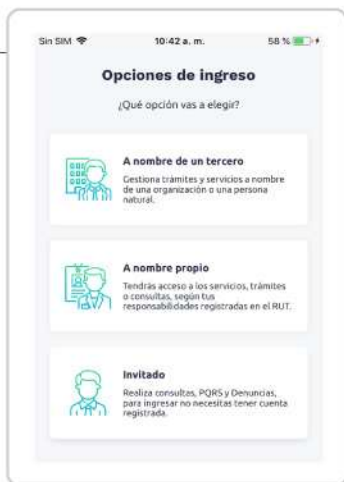 Sin SIM 10:42 a. m. 58 %
Opciones de ingreso
¿Qué opción vas a elegir?
A nombre de un tercero
Gestiona trámites y servicios a nombre
de una organización o una persona
natural.
A nombre propio
Tendrás acceso a los servicios, trámites
o consultas, según tus
responsabilidades registradas en el RUT.
Invitado
Realiza consultas, PQRS y Denuncias,
para ingresar no necesitas tener cuenta
registrada.